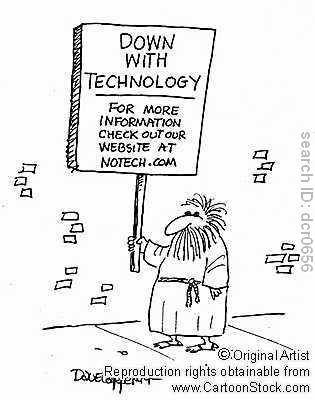 DOWN
WITH
TECHNOLOGY
FOR MORE
INFORMATION
CHECK OUT OUR
WEBSITE AT
NOTECH.COM
search ID: dcr0656
© Original Artist
Reproduction rights obtainable from
www.CartoonStock.com